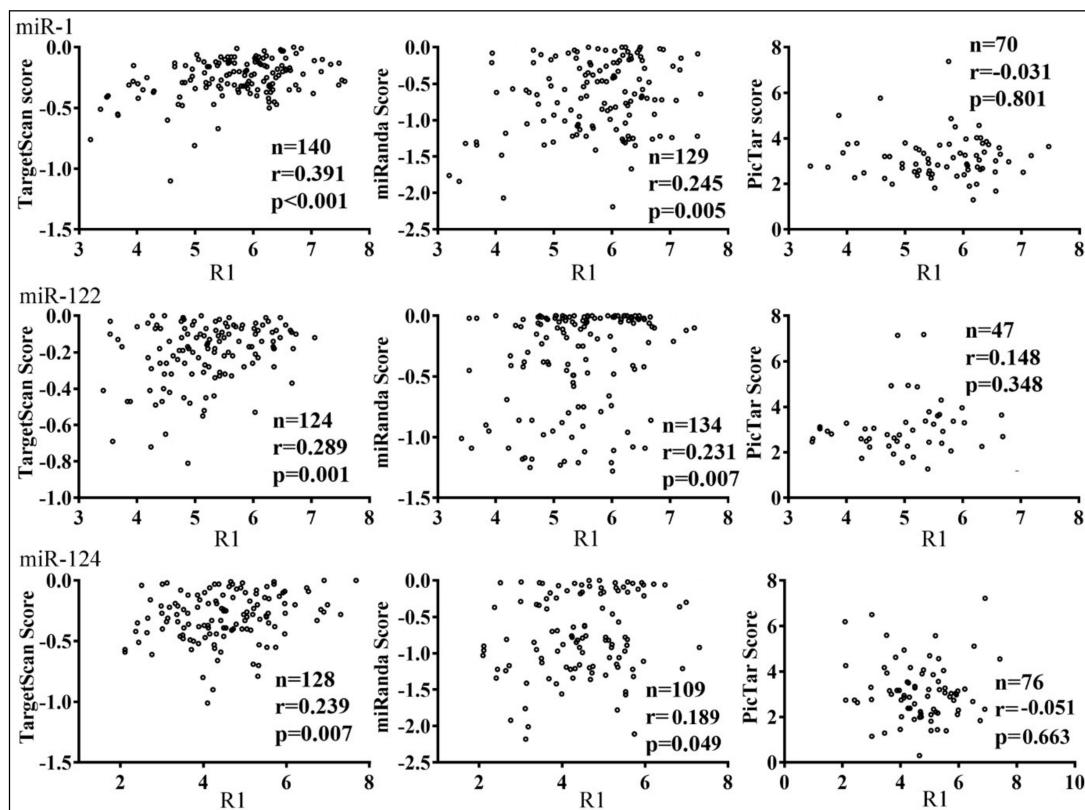 miR-1
TargetScan score
0.0
-0.5
-1.0
-1.5
n=140
r=0.391
p<0.001
3 4 5 6 7 8
R1
miRanda Score
0.0
-0.5
-1.0
-1.5
-2.0
-2.5
n=129
r=0.245
p=0.005
3 4 5 6 7 8
R1
PicTar score
8
6
4
2
0
n=70
r=-0.031
p=0.801
3 4 5 6 7 8
R1
miR-122
TargetScan Score
0.0
-0.2
-0.4
-0.6
-0.8
-1.0
n=124
r=0.289
p=0.001
3 4 5 6 7 8
R1
miRanda Score
0.0
-0.5
-1.0
-1.5
n=134
r=0.231
p=0.007
3 4 5 6 7 8
R1
PicTar Score
8
6
4
2
0
n=47
r=0.148
p=0.348
3 4 5 6 7 8
R1
miR-124
TargetScan Score
0.0
-0.5
-1.0
-1.5
n=128
r=0.239
p=0.007
2 4 6 8
R1
miRanda Score
0.0
-0.5
-1.0
-1.5
-2.0
-2.5
n=109
r=0.189
p=0.049
2 4 6 8
R1
PicTar Score
8
6
4
2
0
n=76
r=-0.051
p=0.663
0 2 4 6 8 10
R1